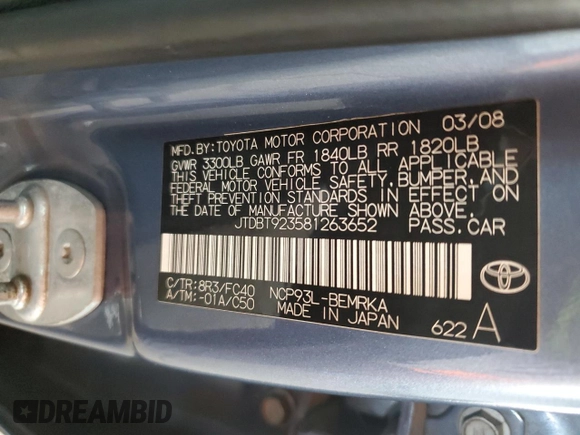 MFD.BY:TOYOTA MOTOR CORPORATION 03/08
GVWR 3300LB GAWR FR 1840LB RR 1820LB
THIS VEHICLE CONFORMS TO ALL APPLICABLE
FEDERAL MOTOR VEHICLE SAFETY,BUMPER,AND
THEFT PREVENTION STANDARDS IN EFFECT ON
THE DATE OF MANUFACTURE SHOWN ABOVE.
JTDBT923581263652 PASS.CAR
C/TR:8R3/FC40 NCP93L-BEMRKA
A/TM:-01A/C50 MADE IN JAPAN
TOYOTA
622 A
DREAMBID